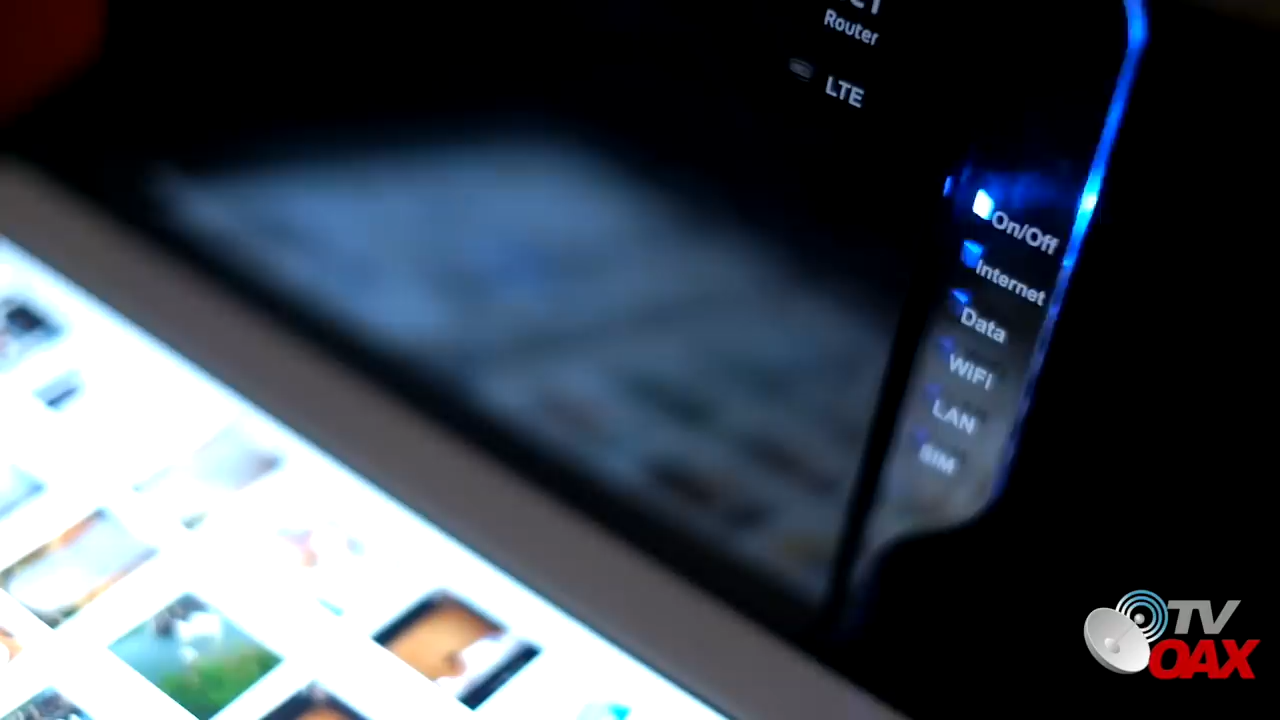 Router
LTE
On/Off
Internet
Data
WiFi
LAN
SIM
TV
OAX